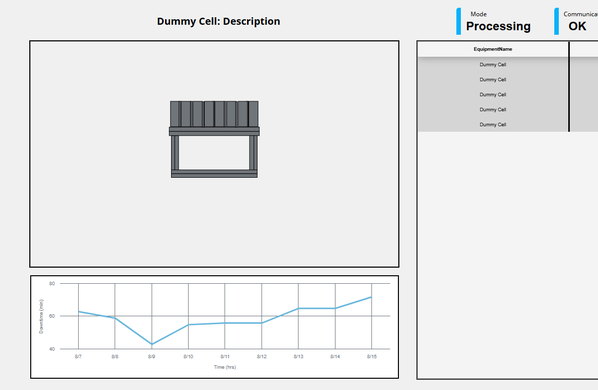 Dummy Cell: Description
Mode
Processing
Communica
OK
EquipmentName
Dummy Cell
Dummy Cell
Dummy Cell
Dummy Cell
Dummy Cell
80
60
40
Downtime (min)
8/7
8/8
8/9
8/10
8/11
8/12
8/13
8/14
8/15
Time (hrs)